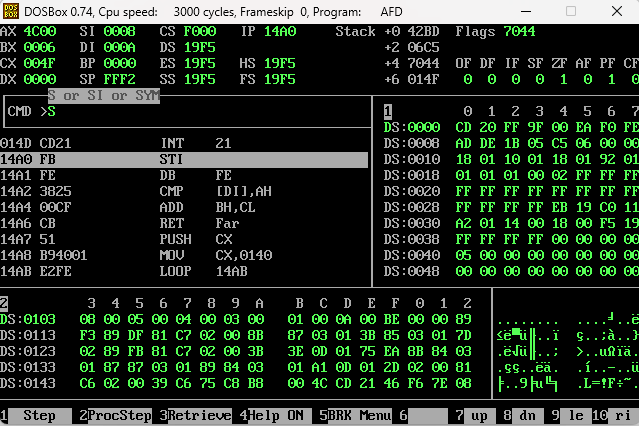 DOSBox 0.74, Cpu speed: 3000 cycles, Frameskip 0, Program: AFD
AX 4C00 SI 0008 CS F000 IP 14A0 Stack +0 42BD Flags 7044
BX 0006 DI 000A DS 19F5 +2 06C5
CX 004F BP 0000 ES 19F5 HS 19F5 +4 7044 OF DF IF SF ZF AF PF CF
DX 0000 SP FFF2 SS 19F5 FS 19F5 +6 014F 0 0 0 0 1 0 1 0
S or SI or SYM
CMD >S
1 0 1 2 3 4 5 6 7
DS:0000 CD 20 FF 9F 00 EA F0 FE
014D CD21 INT 21 DS:0008 AD DE 1B 05 C5 06 00 00
14A0 FB STI DS:0010 18 01 10 01 18 01 92 01
14A1 FE DB FE DS:0018 01 01 01 00 02 FF FF FF
14A2 3825 CMP [DI],AH DS:0020 FF FF FF FF FF FF FF FF
14A4 00CF ADD BH,CL DS:0028 FF FF FF FF EB 19 C0 11
14A6 CB RET Far DS:0030 A2 01 14 00 18 00 F5 19
14A7 51 PUSH CX DS:0038 FF FF FF FF 00 00 00 00
14A8 B94001 MOV CX,0140 DS:0040 05 00 00 00 00 00 00 00
14AB E2FE LOOP 14AB DS:0048 00 00 00 00 00 00 00 00
2 3 4 5 6 7 8 9 A B C D E F 0 1 2
DS:0103 08 00 05 00 04 00 03 00 01 00 0A 00 BE 00 00 89
DS:0113 F3 89 DF 81 C7 02 00 8B 87 03 01 3B 85 03 01 7D
DS:0123 02 89 FB 81 C7 02 00 3B 3E 0D 01 75 EA 8B 84 03
DS:0133 01 87 87 03 01 89 84 03 01 A1 0D 01 2D 02 00 81
DS:0143 C6 02 00 39 C6 75 C8 B8 00 4C CD 21 46 F6 7E 08
1 Step 2ProcStep 3Retrieve 4Help ON 5BRK Menu 6 7 up 8 dn 9 le 10 ri